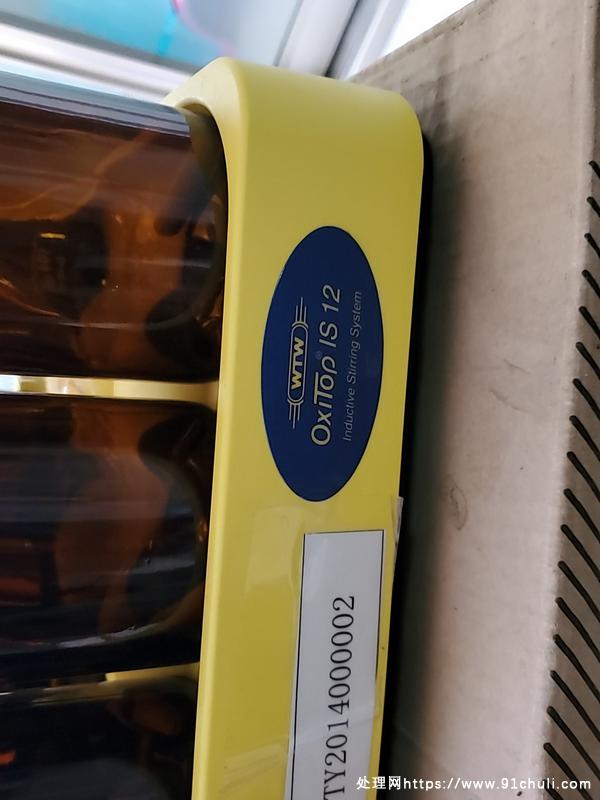 WTW
OxiTop® IS 12
Inductive Stirring System
TY2014000002
处理网https://www.91chuli.com